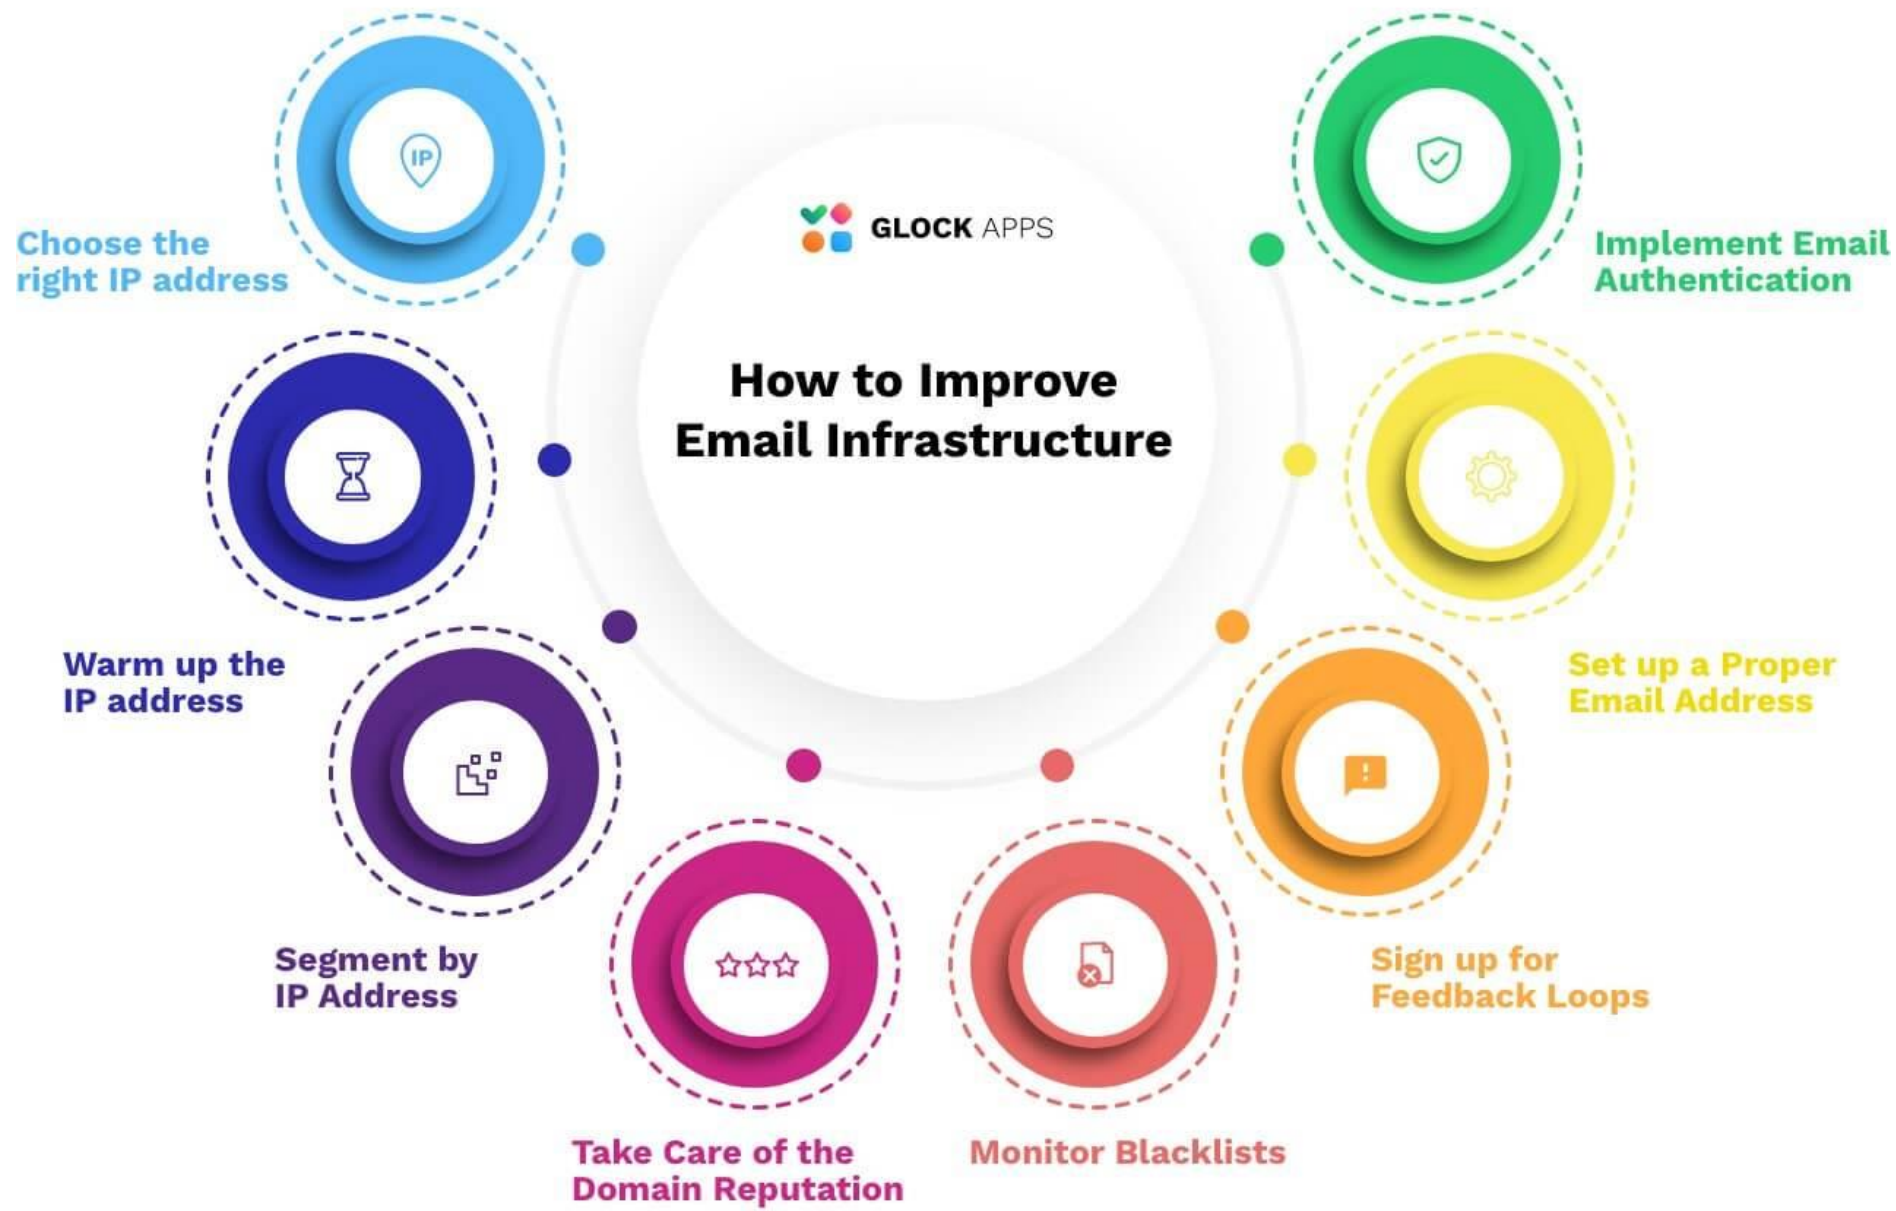 GLOCK APPS
How to Improve
Email Infrastructure
IP
Choose the
right IP address
Warm up the
IP address
Segment by
IP Address
Take Care of the
Domain Reputation
Monitor Blacklists
Sign up for
Feedback Loops
Set up a Proper
Email Address
Implement Email
Authentication